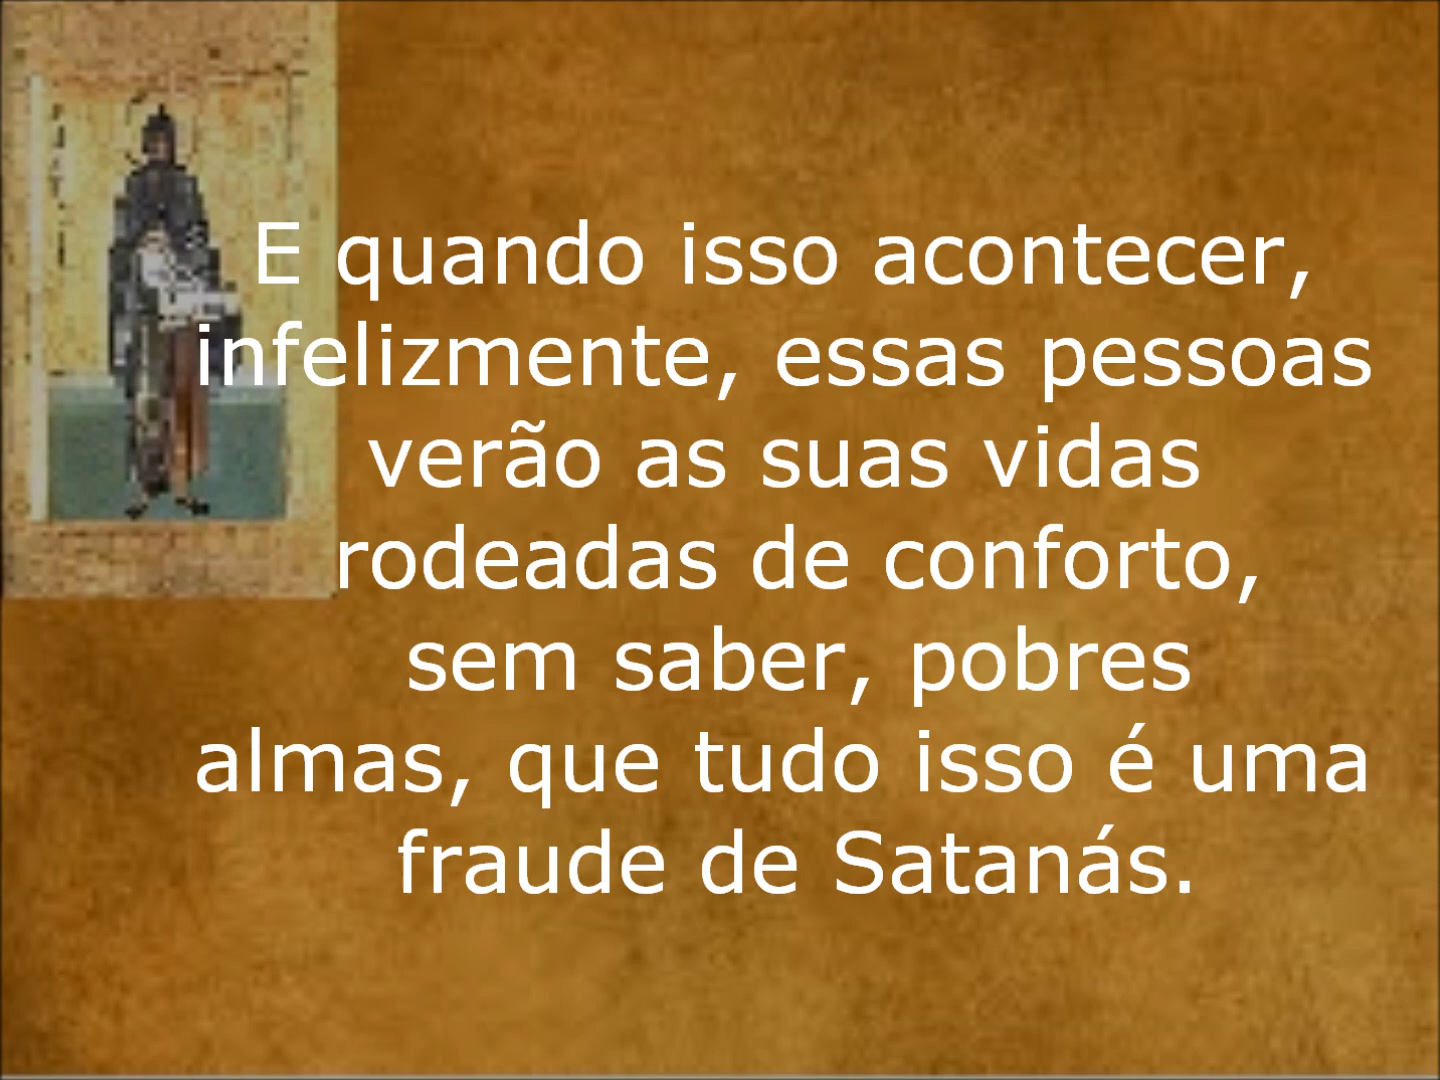 E quando isso acontecer,
infelizmente, essas pessoas
verão as suas vidas
rodeadas de conforto,
sem saber, pobres
almas, que tudo isso é uma
fraude de Satanás.